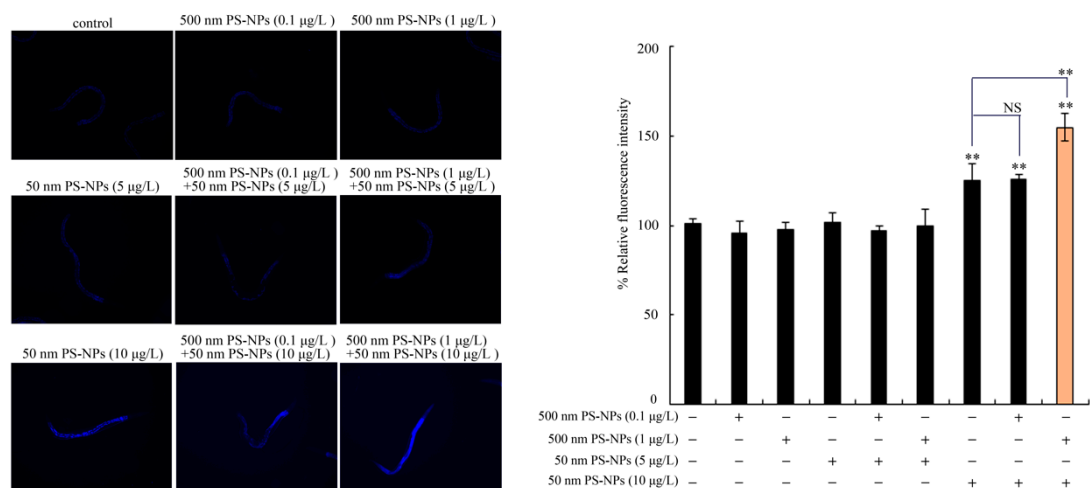 control
500 nm PS-NPs (0.1 μg/L )
500 nm PS-NPs (1 μg/L )
50 nm PS-NPs (5 μg/L)
500 nm PS-NPs (0.1 μg/L )
+50 nm PS-NPs (5 μg/L)
500 nm PS-NPs (1 μg/L)
+50 nm PS-NPs (5 μg/L )
50 nm PS-NPs (10 μg/L)
500 nm PS-NPs (0.1 μg/L )
+50 nm PS-NPs (10 μg/L)
500 nm PS-NPs (1 μg/L)
+50 nm PS-NPs (10 μg/L )
% Relative fluorescence intensity
200
150
100
50
0
**
NS
**
**
**
500 nm PS-NPs (0.1 μg/L) − + − − + − − + −
500 nm PS-NPs (1 μg/L) − − + − − + − − +
50 nm PS-NPs (5 μg/L) − − − + + + − − −
50 nm PS-NPs (10 μg/L) − − − − − − + + +